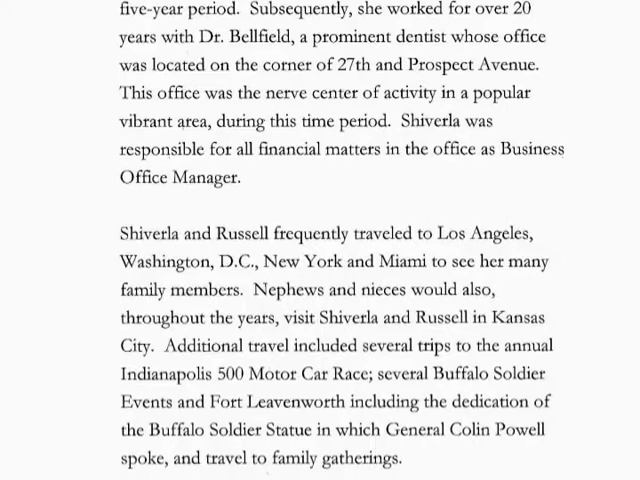 five-year period. Subsequently, she worked for over 20
years with Dr. Bellfield, a prominent dentist whose office
was located on the corner of 27th and Prospect Avenue.
This office was the nerve center of activity in a popular
vibrant area, during this time period. Shiverla was
responsible for all financial matters in the office as Business
Office Manager.
Shiverla and Russell frequently traveled to Los Angeles,
Washington, D.C., New York and Miami to see her many
family members. Nephews and nieces would also,
throughout the years, visit Shiverla and Russell in Kansas
City. Additional travel included several trips to the annual
Indianapolis 500 Motor Car Race; several Buffalo Soldier
Events and Fort Leavenworth including the dedication of
the Buffalo Soldier Statue in which General Colin Powell
spoke, and travel to family gatherings.